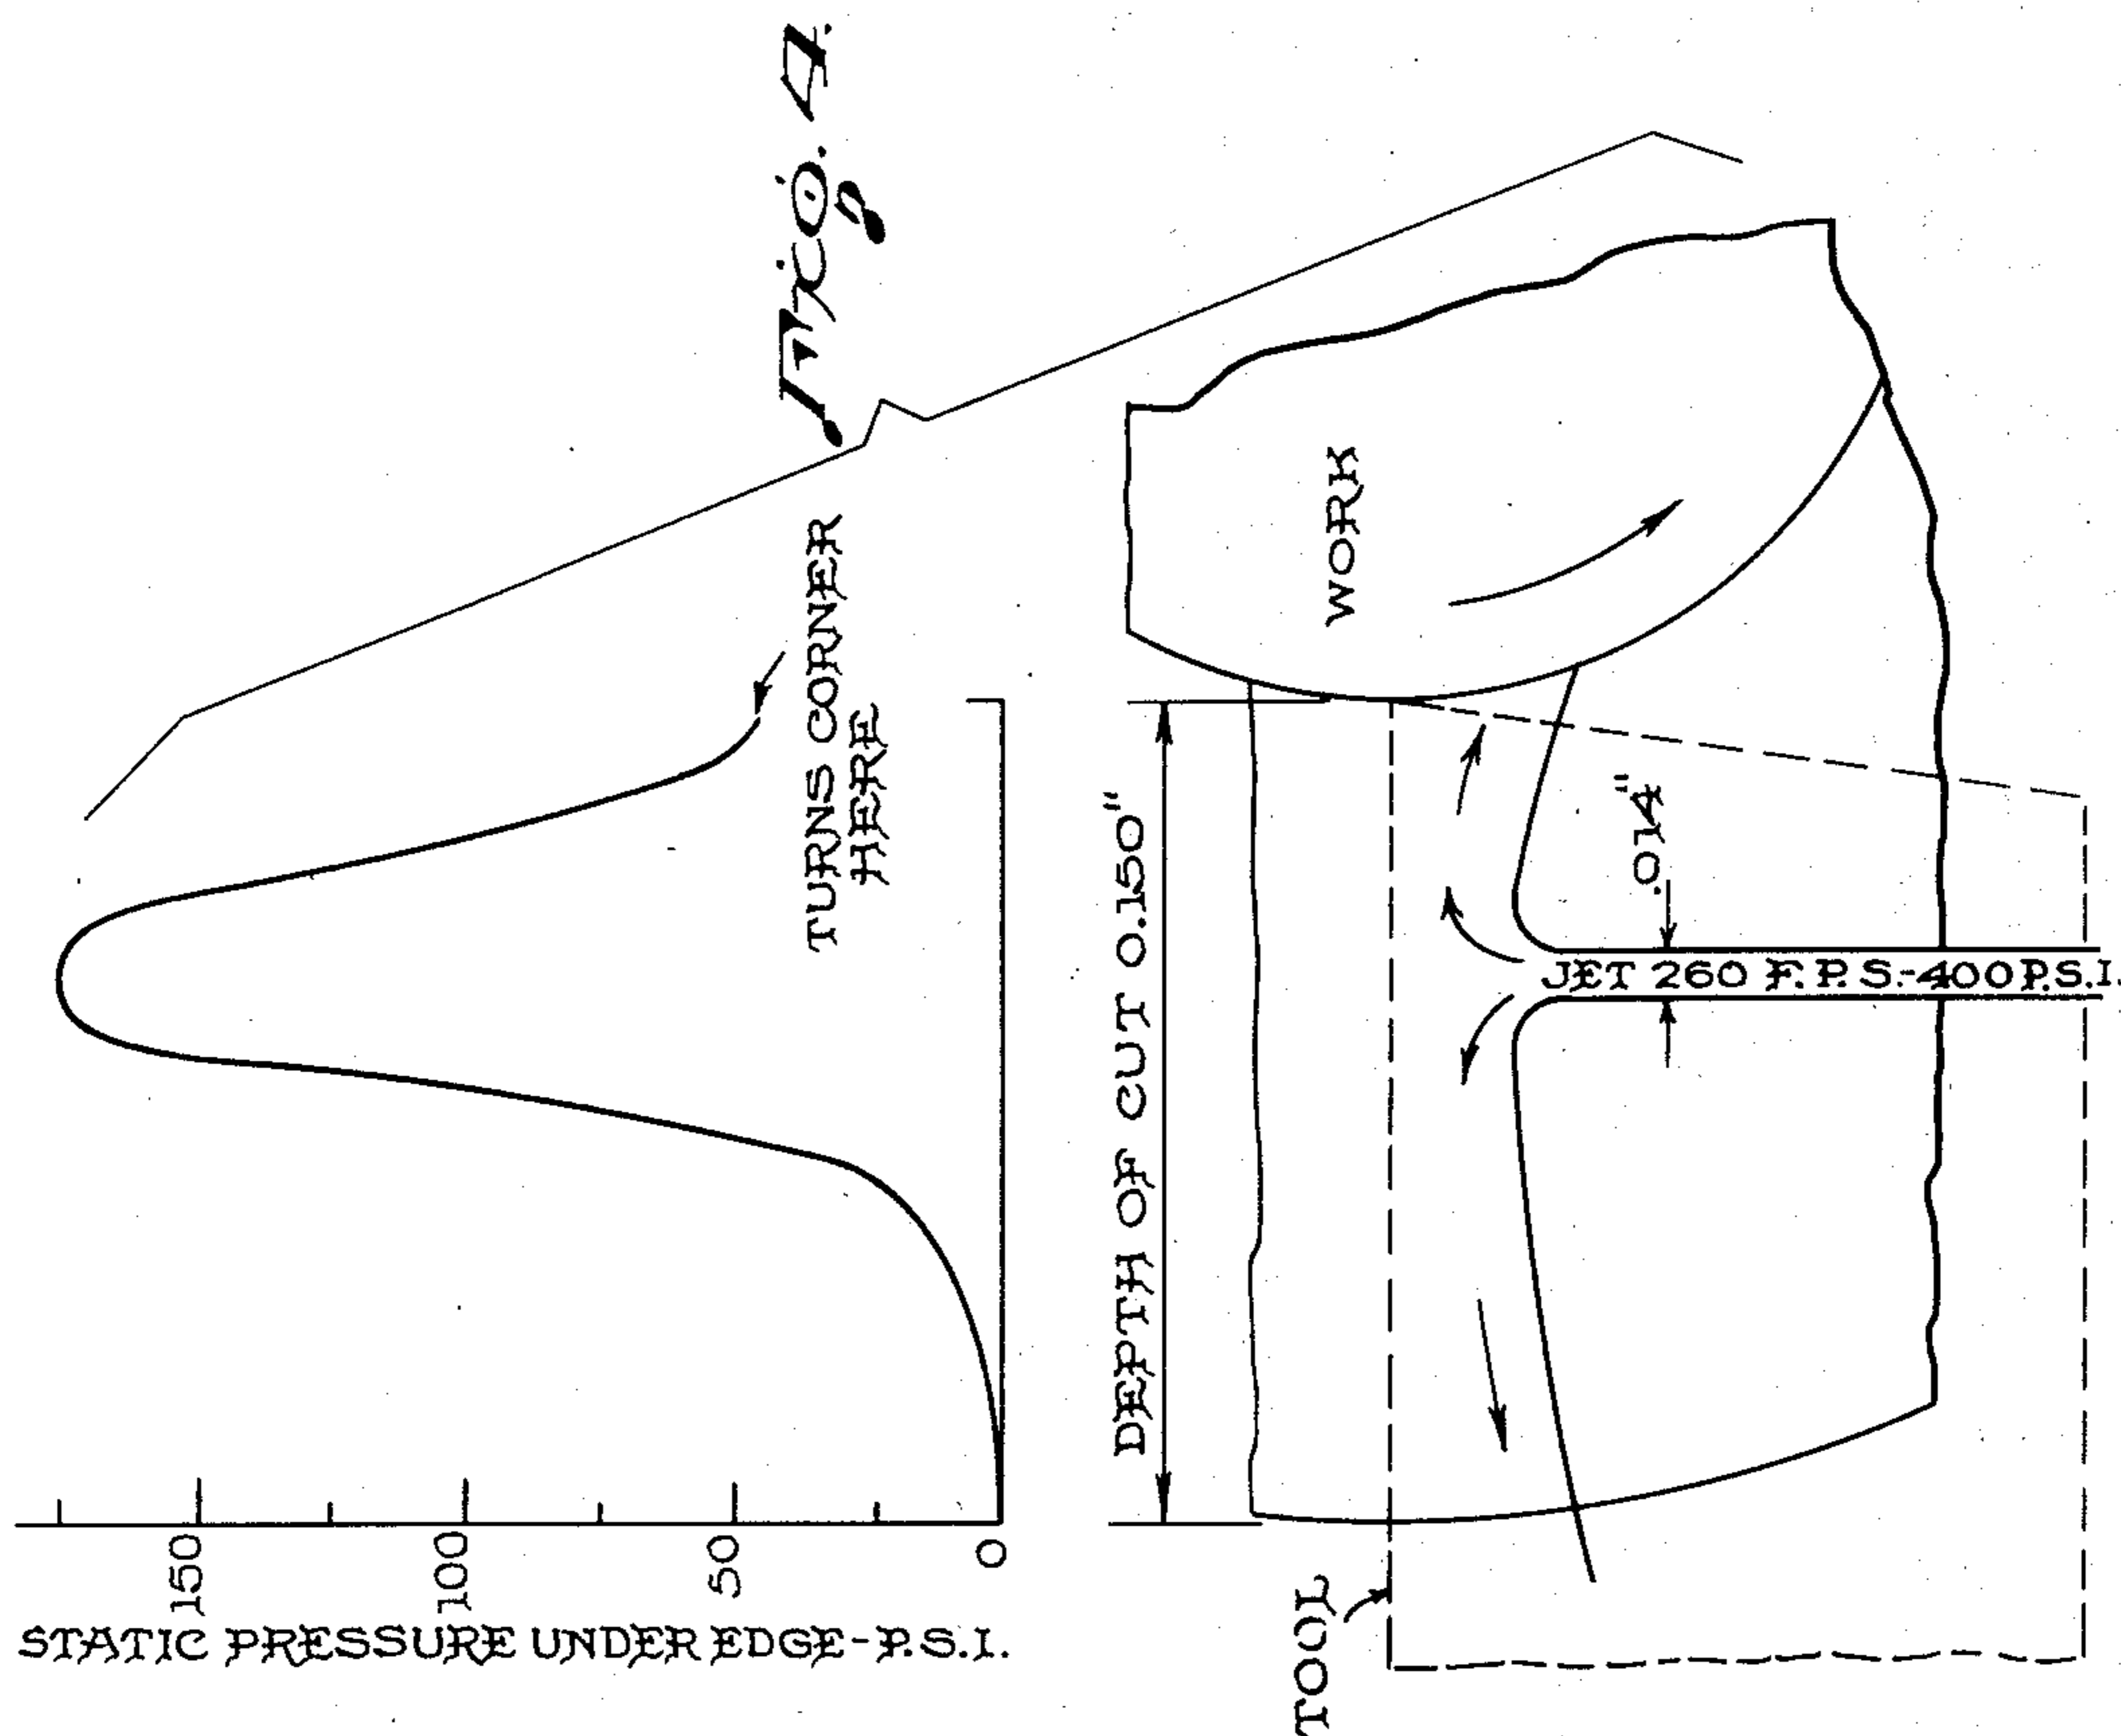 Fig. 4.
TURNS CORNER
HERE
150
100
50
0
STATIC PRESSURE UNDER EDGE-P.S.I.
WORK
DEPTH OF CUT 0.150"
.014"
JET 260 F.P.S.-400P.S.I.
TOOL